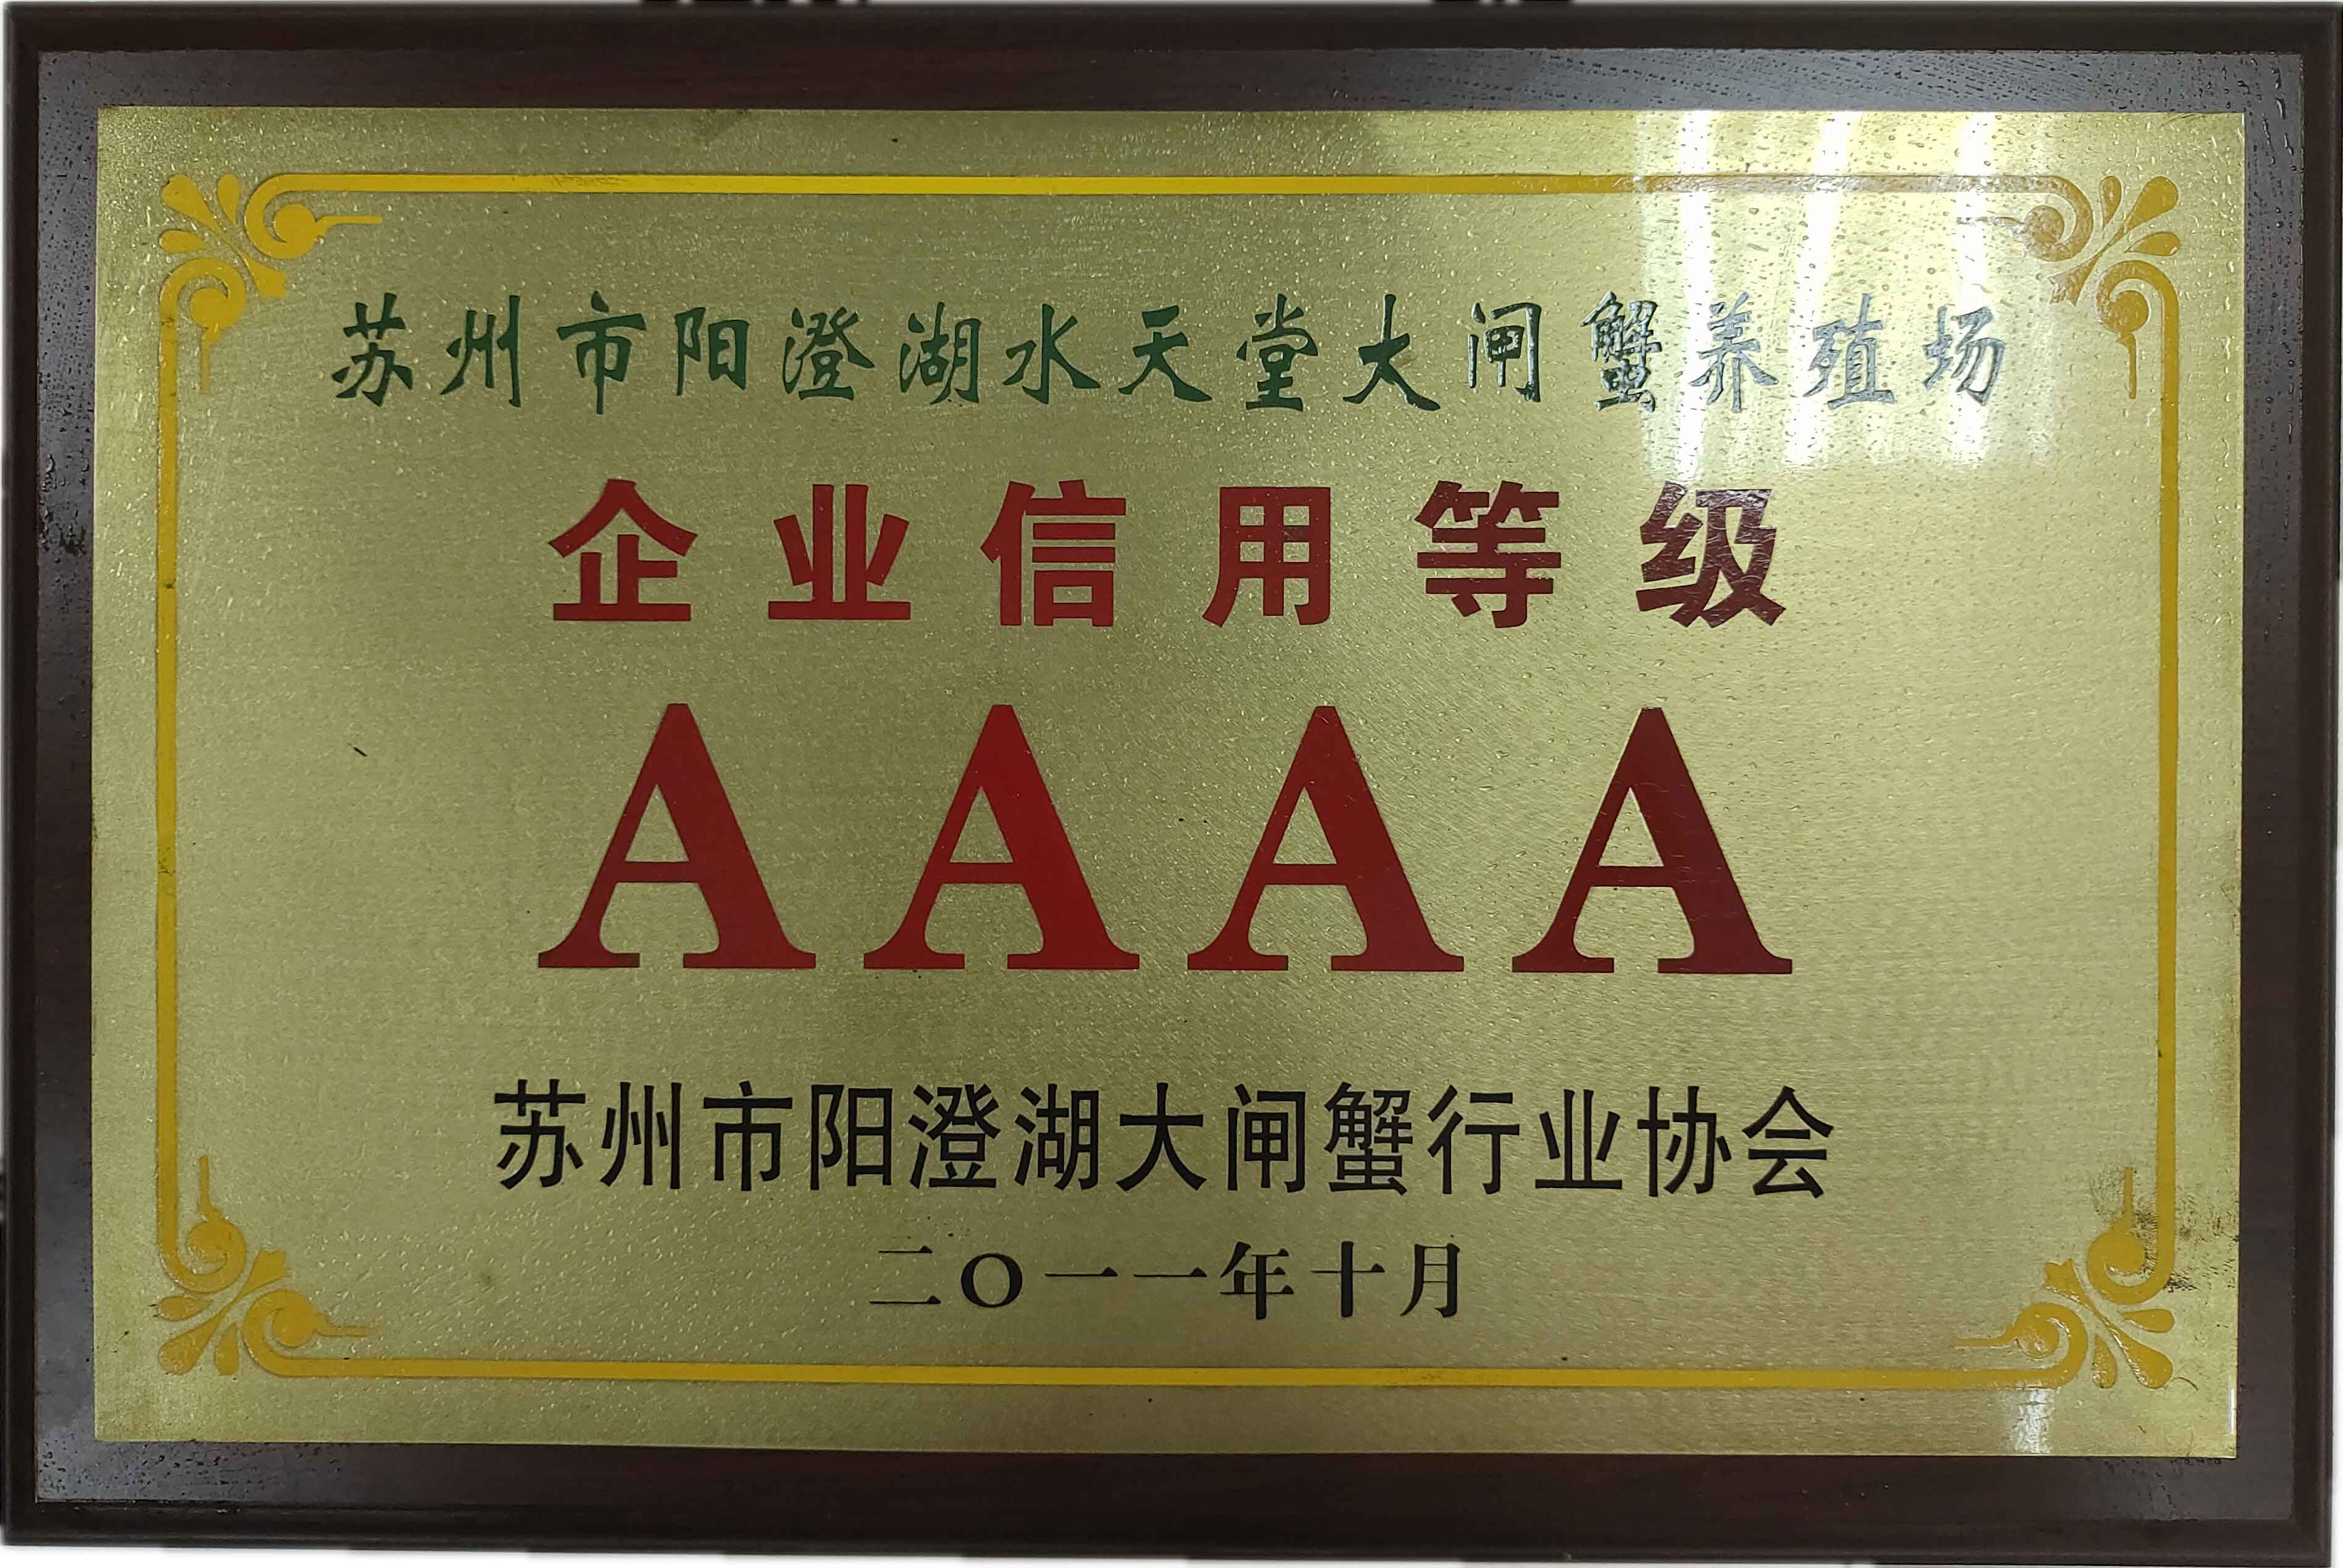 苏州市阳澄湖水天堂大闸蟹养殖场
企业信用等级
AAAA
苏州市阳澄湖大闸蟹行业协会
二〇一一年十月